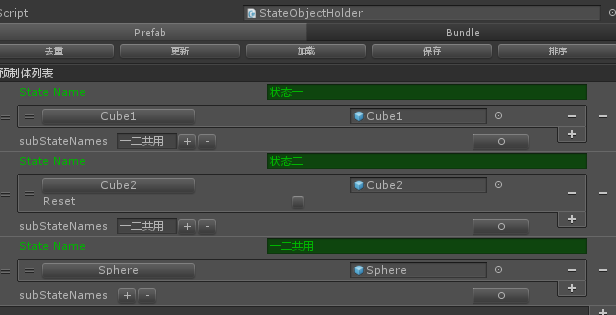 Script StateObjectHolder
Prefab Bundle
去重 更新 加载 保存 排序
预制体列表
State Name 状态一
Cube1 Cube1
subStateNames 一二共用 + -
State Name 状态二
Cube2 Cube2
Reset
subStateNames 一二共用 + -
State Name 一二共用
Sphere Sphere
subStateNames + -